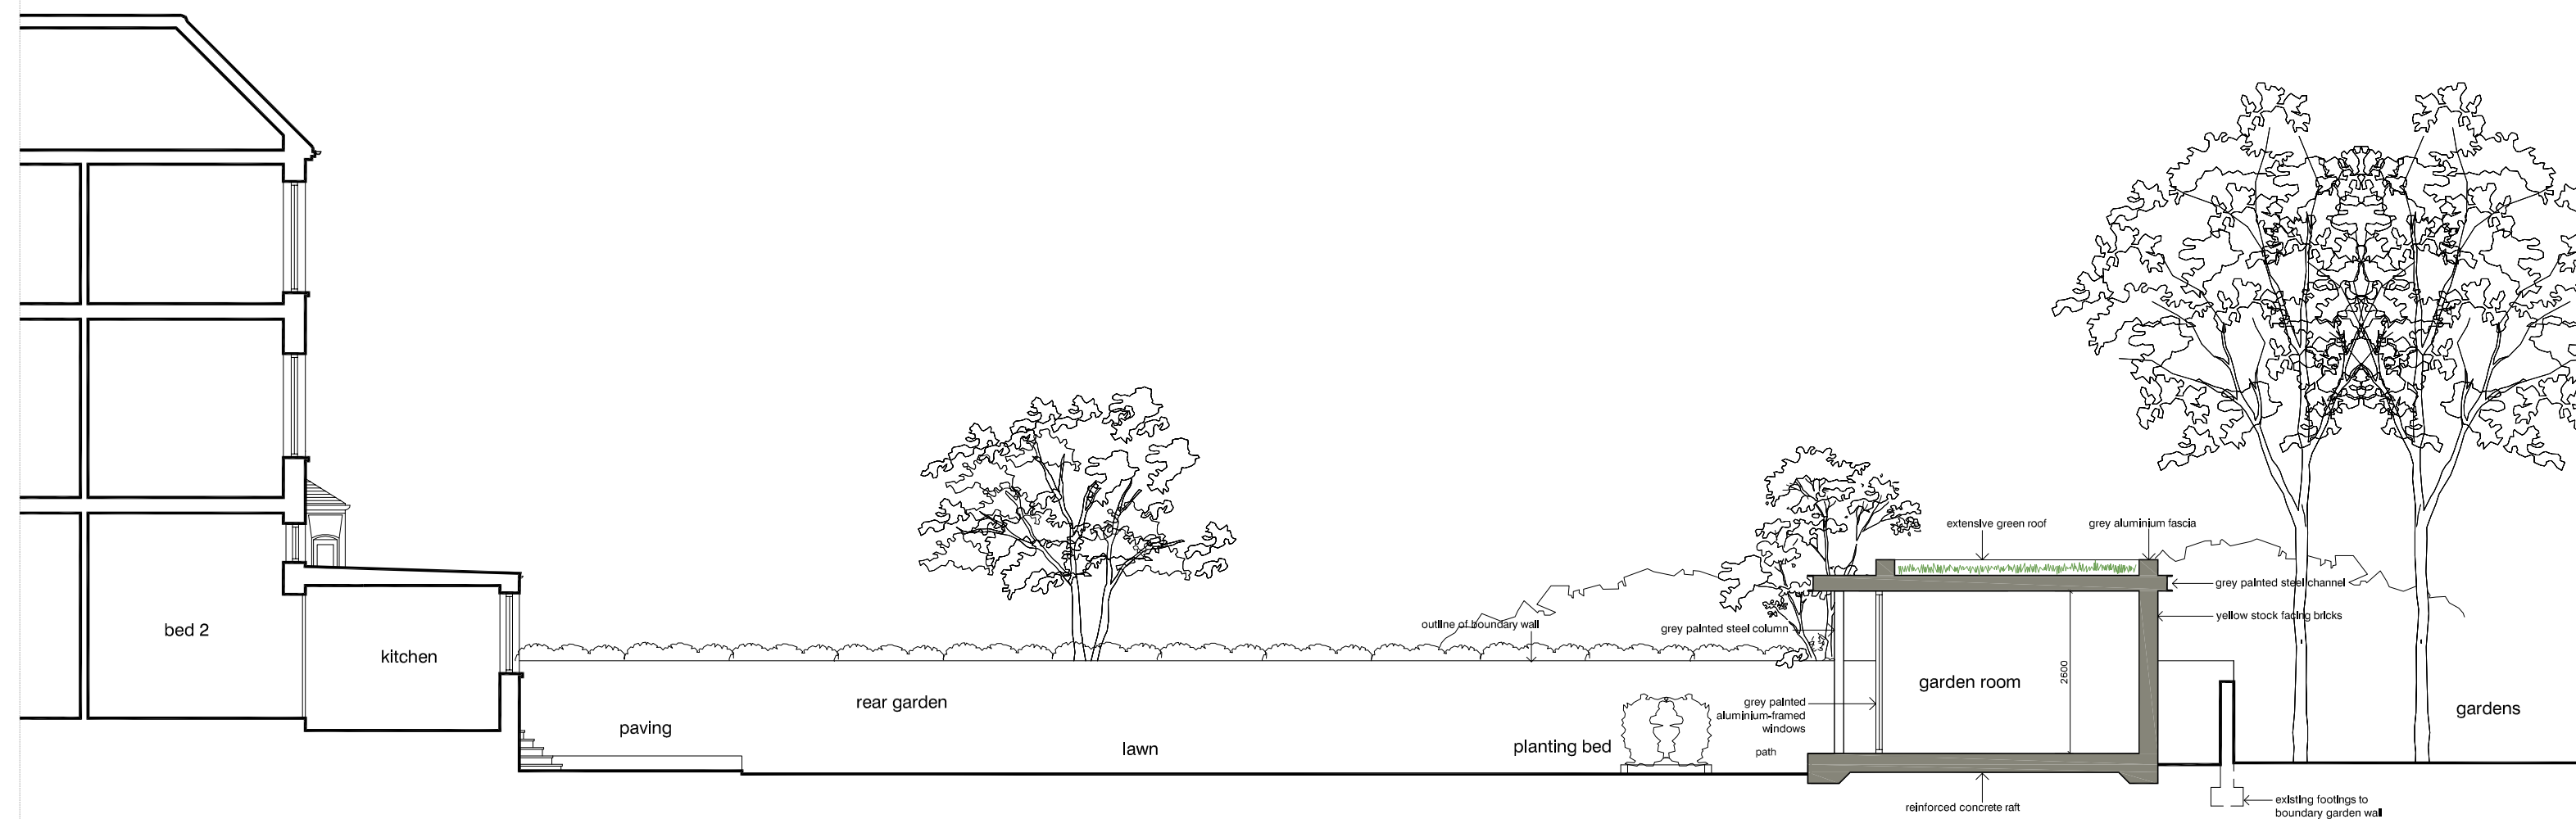 extensive green roof
grey aluminium fascia
grey painted steel channel
yellow stock facing bricks
bed 2
kitchen
outline of boundary wall
grey painted steel column
garden room
2600
rear garden
grey painted
aluminium-framed
windows
gardens
paving
lawn
planting bed
path
reinforced concrete raft
existing footings to
boundary garden wall